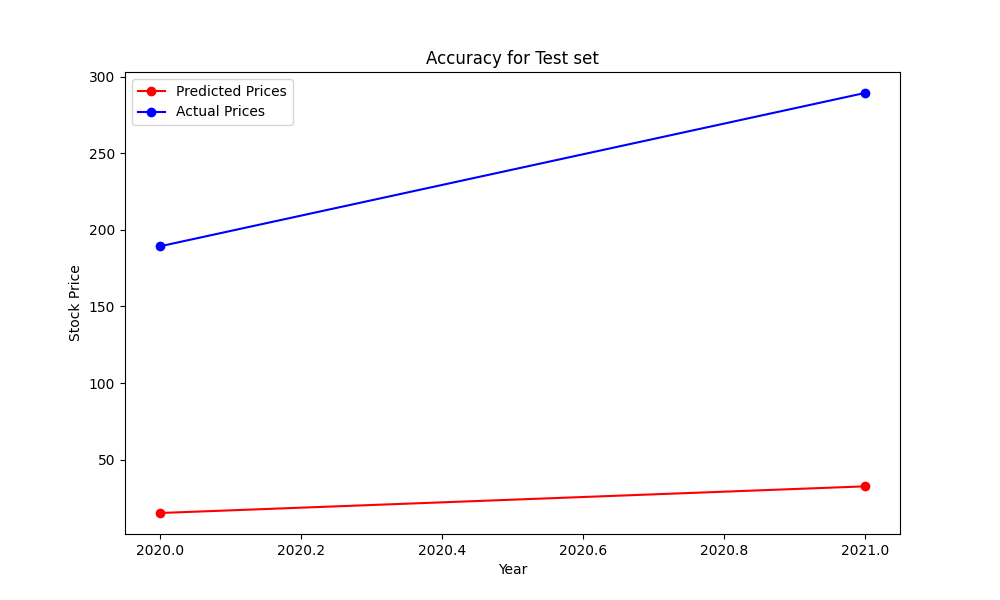 Accuracy for Test set
Predicted Prices
Actual Prices
Stock Price
300
250
200
150
100
50
2020.0 2020.2 2020.4 2020.6 2020.8 2021.0
Year